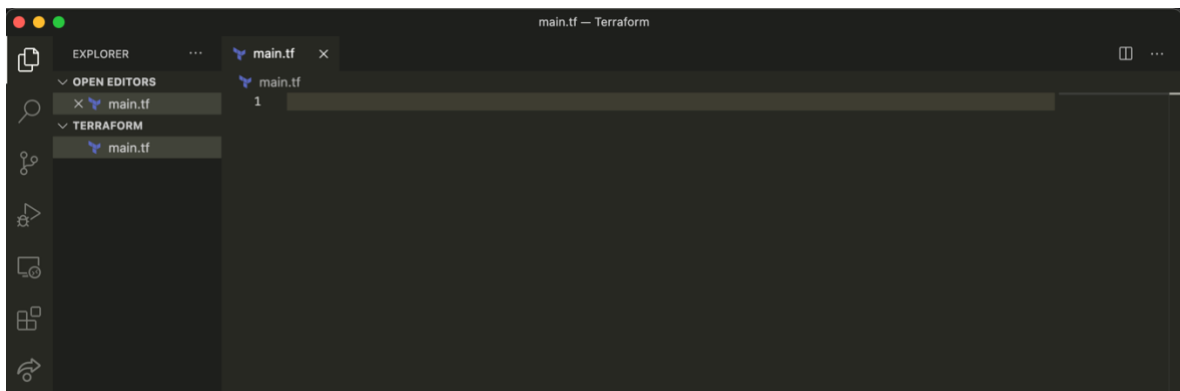 main.tf — Terraform
EXPLORER
main.tf
OPEN EDITORS
main.tf
main.tf
1
TERRAFORM
main.tf